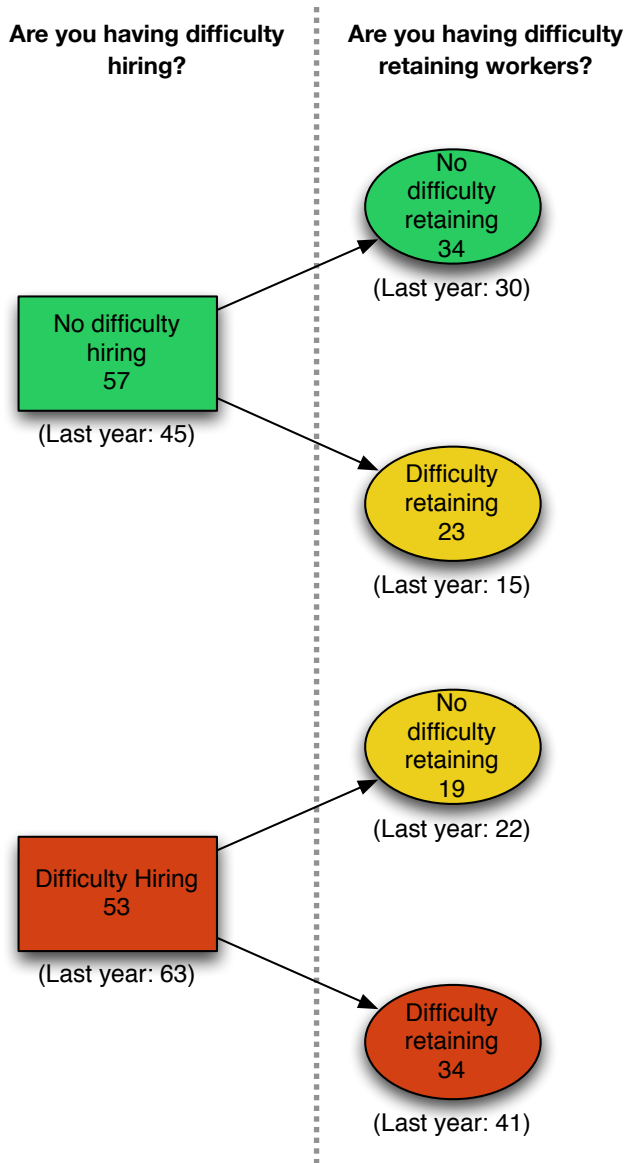 Are you having difficulty
hiring?
Are you having difficulty
retaining workers?
No
difficulty
retaining
34
(Last year: 30)
No difficulty
hiring
57
(Last year: 45)
Difficulty
retaining
23
(Last year: 15)
No
difficulty
retaining
19
(Last year: 22)
Difficulty Hiring
53
(Last year: 63)
Difficulty
retaining
34
(Last year: 41)